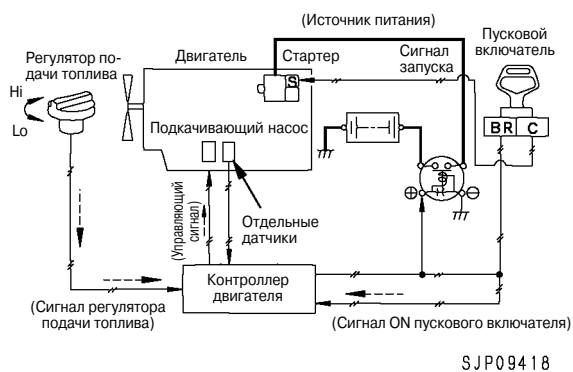 (Источник питания)
Регулятор по-
дачи топлива
Двигатель
Стартер
Сигнал
запуска
Пусковой
включатель
Hi
Lo
S
BR C
Подкачивающий насос
Отдельные
датчики
(Управляющий
сигнал)
Контроллер
двигателя
(Сигнал регулятора
подачи топлива)
(Сигнал ON пускового включателя)
SJP09418